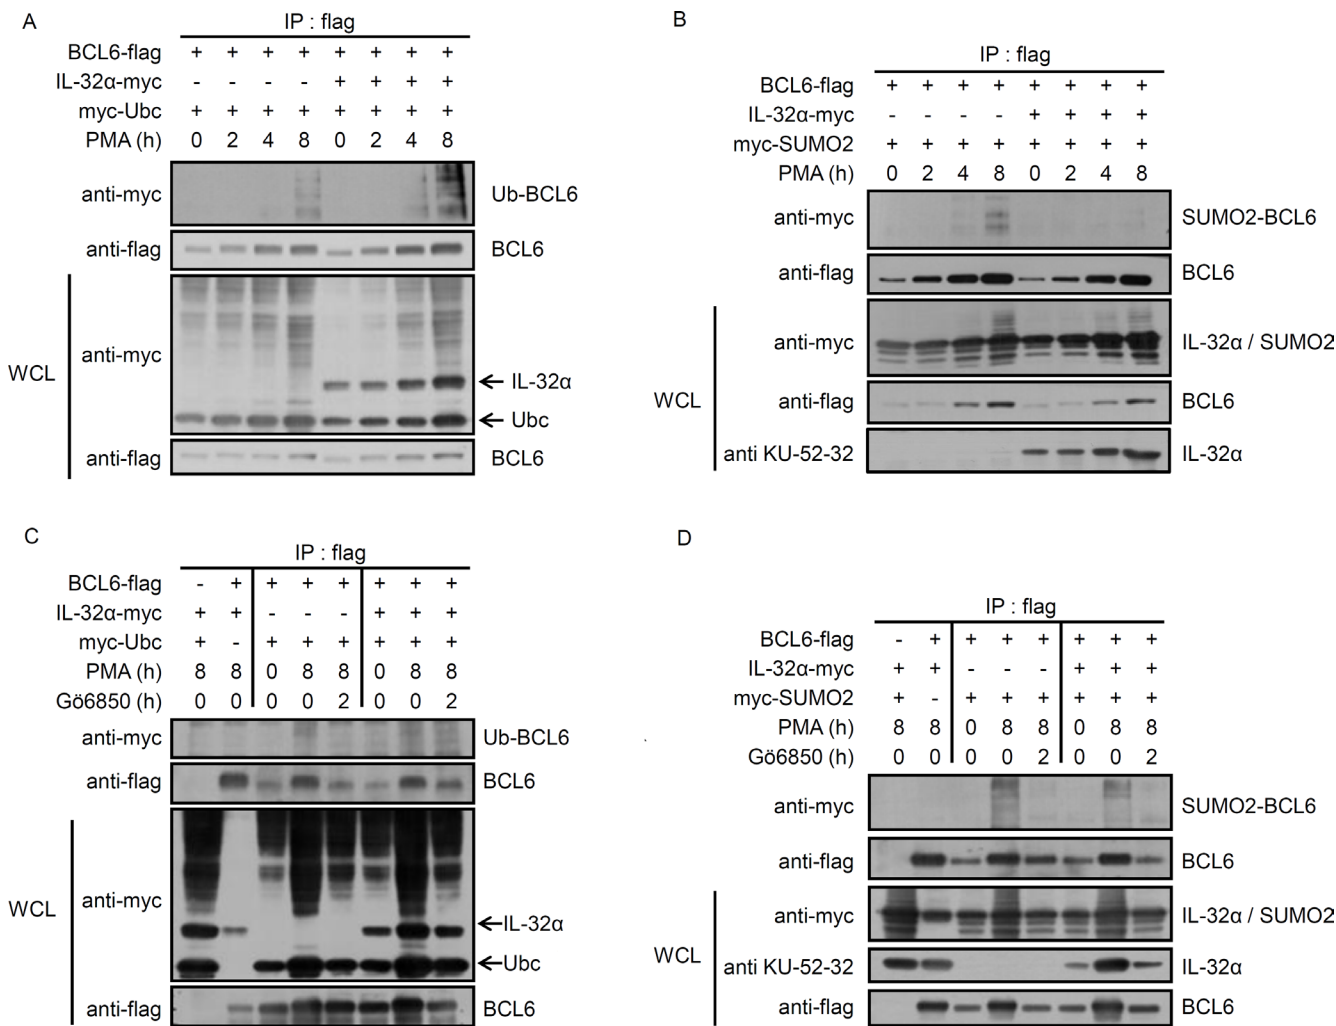 A
IP : flag
BCL6-flag + + + + + + + +
IL-32α-myc - - - - + + + +
myc-Ubc + + + + + + + +
PMA (h) 0 2 4 8 0 2 4 8
anti-myc Ub-BCL6
anti-flag BCL6
WCL
anti-myc
IL-32α
Ubc
anti-flag BCL6
B
IP : flag
BCL6-flag + + + + + + + +
IL-32α-myc - - - - + + + +
myc-SUMO2 + + + + + + + +
PMA (h) 0 2 4 8 0 2 4 8
anti-myc SUMO2-BCL6
anti-flag BCL6
anti-myc IL-32α / SUMO2
WCL
anti-flag BCL6
anti KU-52-32 IL-32α
C
IP : flag
BCL6-flag - + + + + + + +
IL-32α-myc + + - - - + + +
myc-Ubc + - + + + + + +
PMA (h) 8 8 0 8 8 0 8 8
Gö6850 (h) 0 0 0 0 2 0 0 2
anti-myc Ub-BCL6
anti-flag BCL6
WCL
anti-myc
IL-32α
Ubc
anti-flag BCL6
D
IP : flag
BCL6-flag - + + + + + + +
IL-32α-myc + + - - - + + +
myc-SUMO2 + - + + + + + +
PMA (h) 8 8 0 8 8 0 8 8
Gö6850 (h) 0 0 0 0 2 0 0 2
anti-myc SUMO2-BCL6
anti-flag BCL6
anti-myc IL-32α / SUMO2
WCL
anti KU-52-32 IL-32α
anti-flag BCL6